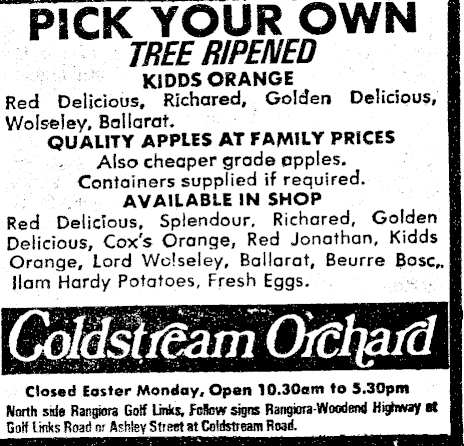 PICK YOUR OWN
TREE RIPENED
KIDDS ORANGE
Red Delicious, Richared, Golden Delicious,
Wolseley, Ballarat.
QUALITY APPLES AT FAMILY PRICES
Also cheaper grade apples.
Containers supplied if required.
AVAILABLE IN SHOP
Red Delicious, Splendour, Richared, Golden
Delicious, Cox's Orange, Red Jonathan, Kidds
Orange, Lord Wolseley, Ballarat, Beurre Bosc,
Ilam Hardy Potatoes, Fresh Eggs.
Coldstream Orchard
Closed Easter Monday, Open 10.30am to 5.30pm
North side Rangiora Golf Links, Follow signs Rangiora-Woodend Highway at
Golf Links Road or Ashley Street at Coldstream Road.